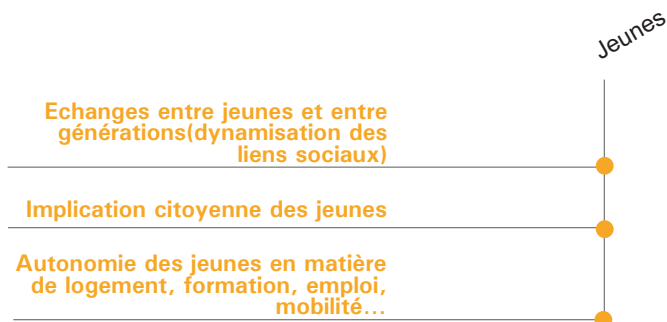 Jeunes
Echanges entre jeunes et entre
générations(dynamisation des
liens sociaux)
Implication citoyenne des jeunes
Autonomie des jeunes en matière
de logement, formation, emploi,
mobilité...